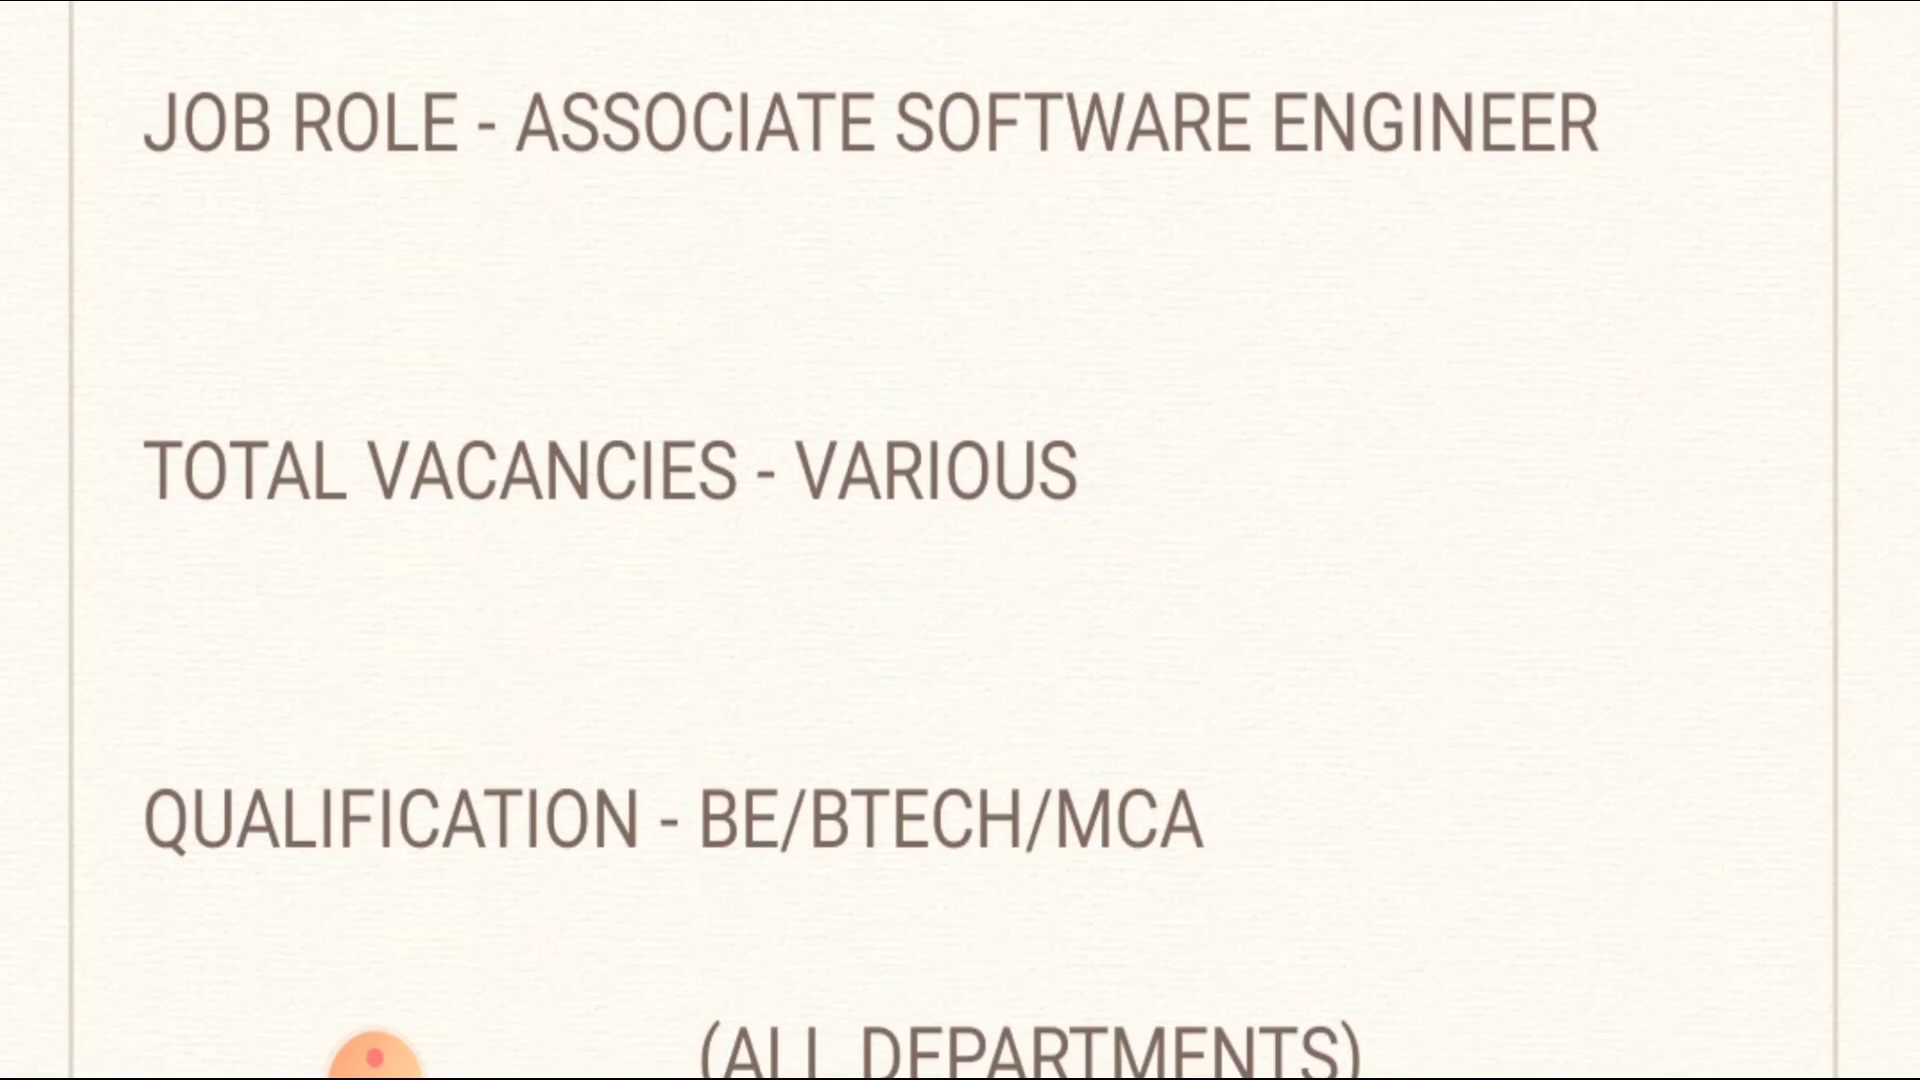 JOB ROLE - ASSOCIATE SOFTWARE ENGINEER
TOTAL VACANCIES - VARIOUS
QUALIFICATION - BE/BTECH/MCA
(ALL DEPARTMENTS)